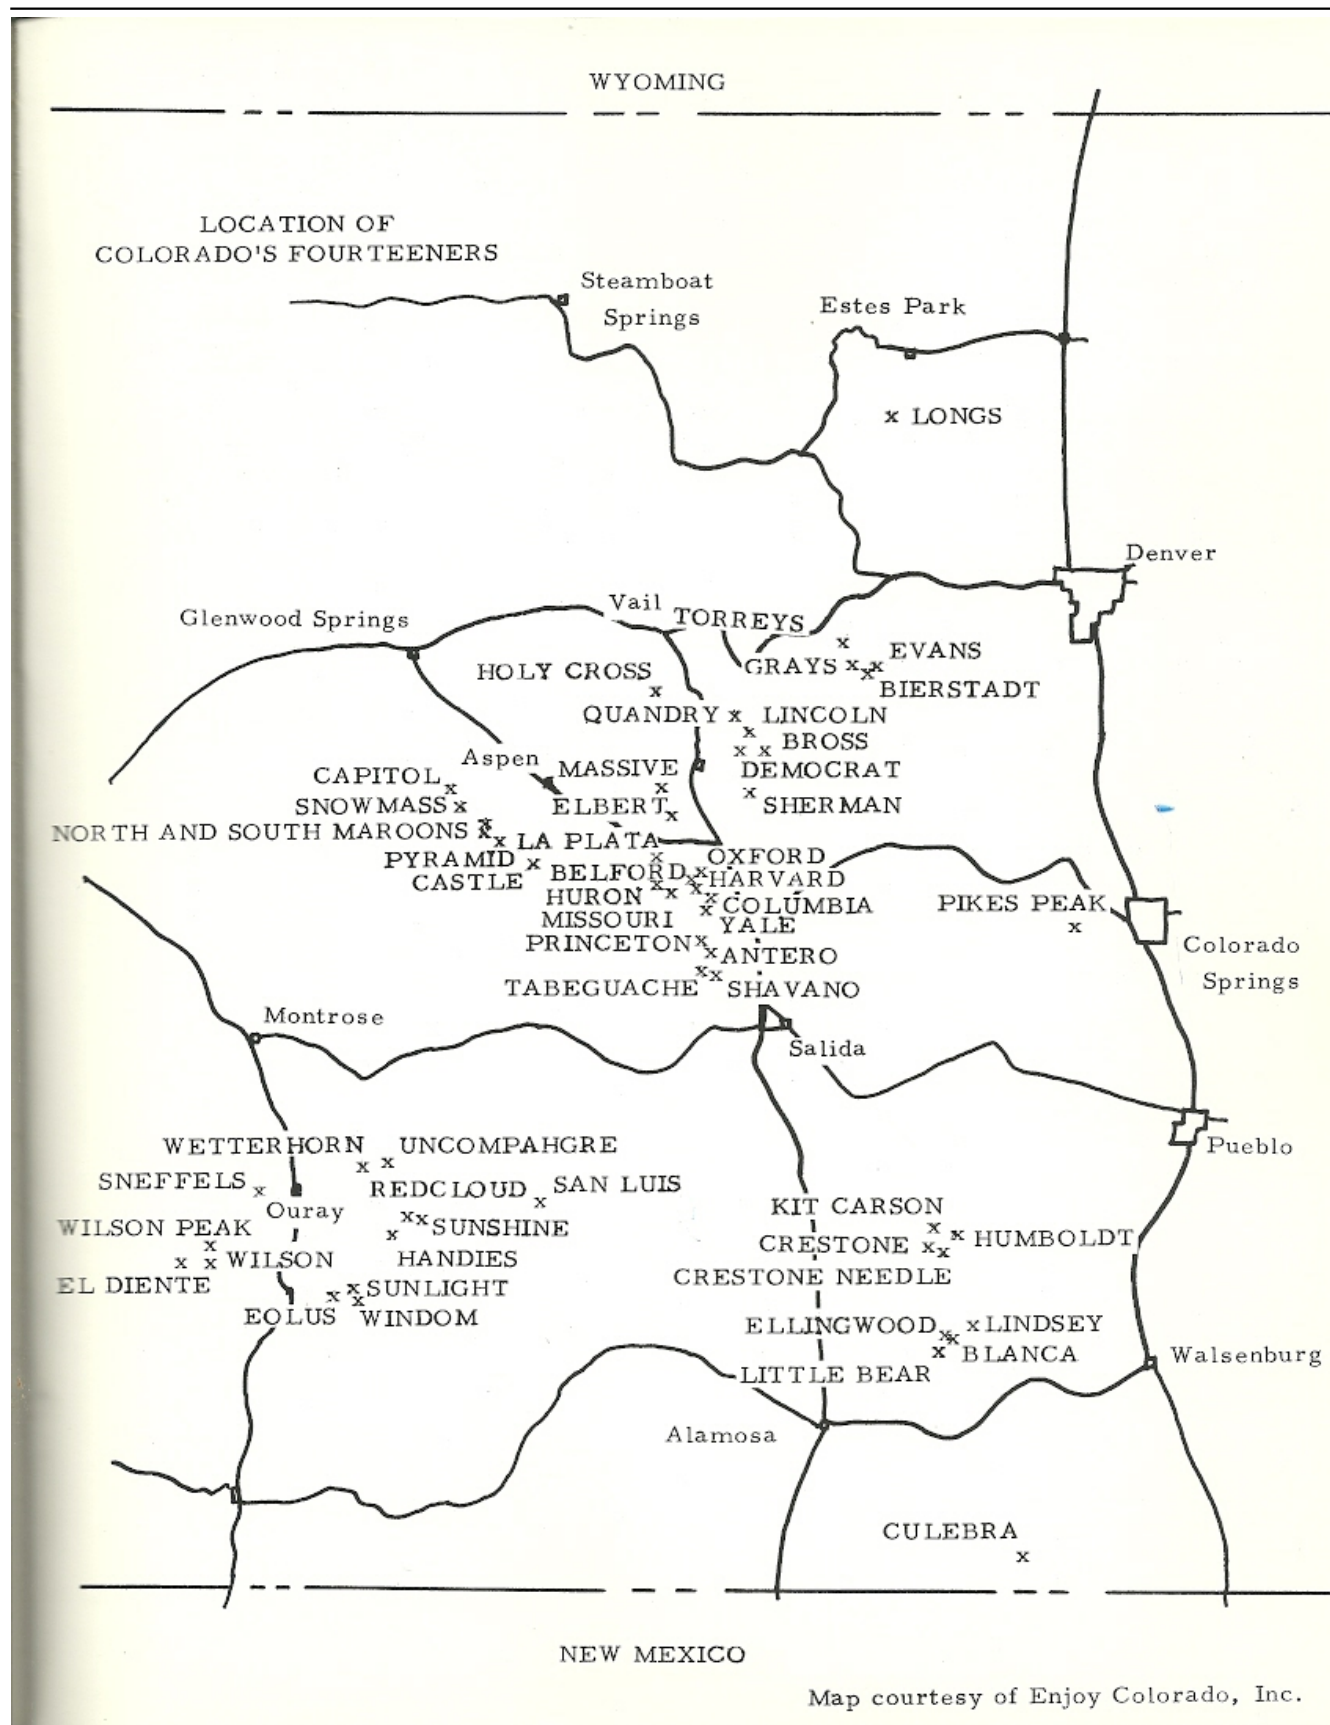 WYOMING
LOCATION OF
COLORADO'S FOURTEENERS
Steamboat
Springs
Estes Park
x LONGS
Denver
Glenwood Springs
Vail
TORREYS
x
GRAYS x x x EVANS
BIERSTADT
HOLY CROSS
x
QUANDRY x LINCOLN
x
x x BROSS
DEMOCRAT
x SHERMAN
Aspen
MASSIVE
x
CAPITOL x
SNOWMASS x
ELBERT x
NORTH AND SOUTH MAROONS x x
x LA PLATA
x
PYRAMID x
CASTLE
OXFORD
BELFORD x x
HARVARD
HURON x x x
x x COLUMBIA
MISSOURI
YALE
PRINCETON x
x ANTERO
x x
TABEGUACHE SHAVANO
PIKES PEAK
x
Colorado
Springs
Montrose
Salida
Pueblo
WETTERHORN x x UNCOMPAHGRE
SNEFFELS x
REDCLOUD
x SAN LUIS
Ouray
WILSON PEAK
x
x x SUNSHINE
x
HANDIES
x x WILSON
EL DIENTE
x x SUNLIGHT
x
EOLUS WINDOM
KIT CARSON
x
CRESTONE x x x HUMBOLDT
CRESTONE NEEDLE
ELLINGWOOD x x x LINDSEY
x BLANCA
LITTLE BEAR
Walsenburg
Alamosa
CULEBRA
x
NEW MEXICO
Map courtesy of Enjoy Colorado, Inc.